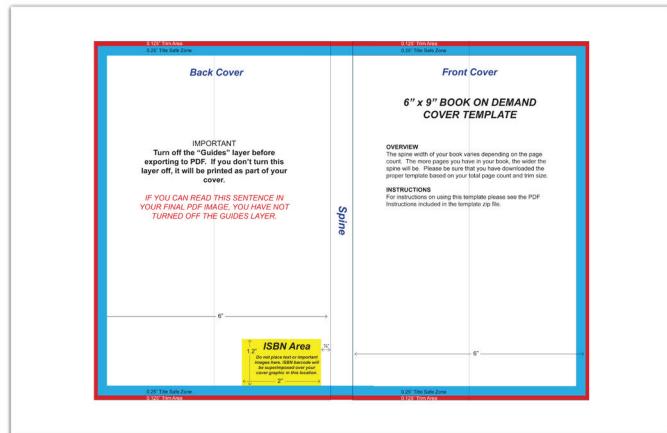 0.125" Trim Area
0.125" Trim Area
0.25" Title Safe Zone
0.25" Title Safe Zone
Back Cover
Front Cover
6" x 9" BOOK ON DEMAND
COVER TEMPLATE
IMPORTANT
Turn off the "Guides" layer before
exporting to PDF. If you don't turn this
layer off, it will be printed as part of your
cover.
IF YOU CAN READ THIS SENTENCE IN
YOUR FINAL PDF IMAGE, YOU HAVE NOT
TURNED OFF THE GUIDES LAYER.
OVERVIEW
The spine width of your book varies depending on the page
count. The more pages you have in your book, the wider the
spine will be. Please be sure that you have downloaded the
proper template based on your total page count and trim size.
INSTRUCTIONS
For instructions on using this template please see the PDF
Instructions included in the template zip file.
Spine
6"
ISBN Area
1.2"
Do not place text or important
images here. ISBN barcode will
be superimposed over your
cover graphic in this location.
2"
6"
0.25" Title Safe Zone
0.25" Title Safe Zone
0.125" Trim Area
0.125" Trim Area